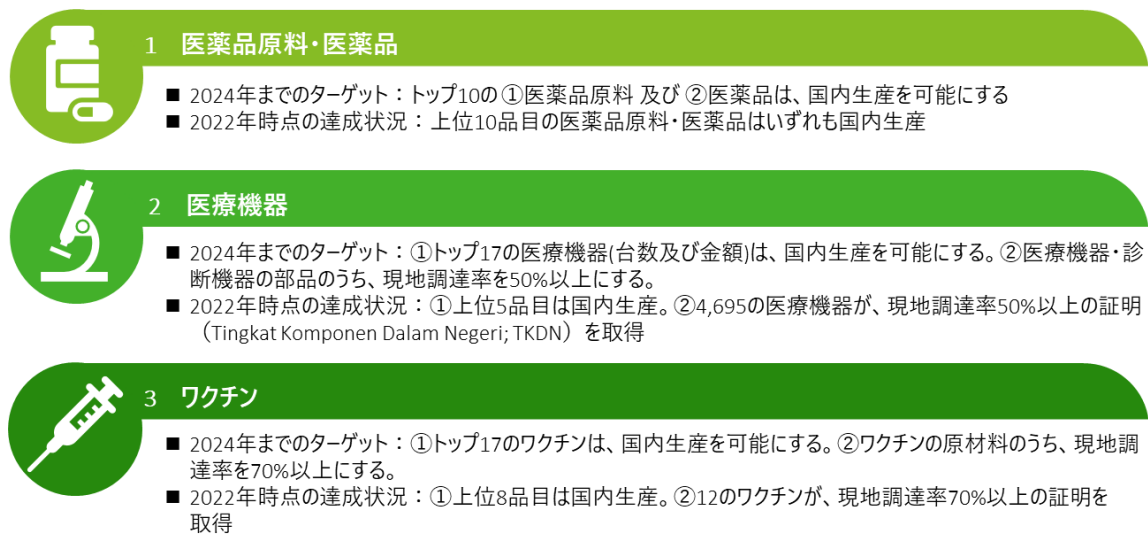 1 医薬品原料・医薬品
■ 2024年までのターゲット：トップ10の①医薬品原料 及び ②医薬品は、国内生産を可能にする
■ 2022年時点の達成状況：上位10品目の医薬品原料・医薬品はいずれも国内生産
2 医療機器
■ 2024年までのターゲット：①トップ17の医療機器(台数及び金額)は、国内生産を可能にする。②医療機器・診
断機器の部品のうち、現地調達率を50%以上にする。
■ 2022年時点の達成状況：①上位5品目は国内生産。②4,695の医療機器が、現地調達率50%以上の証明
（Tingkat Komponen Dalam Negeri; TKDN）を取得
3 ワクチン
■ 2024年までのターゲット：①トップ17のワクチンは、国内生産を可能にする。②ワクチンの原材料のうち、現地調
達率を70%以上にする。
■ 2022年時点の達成状況：①上位8品目は国内生産。②12のワクチンが、現地調達率70%以上の証明を
取得